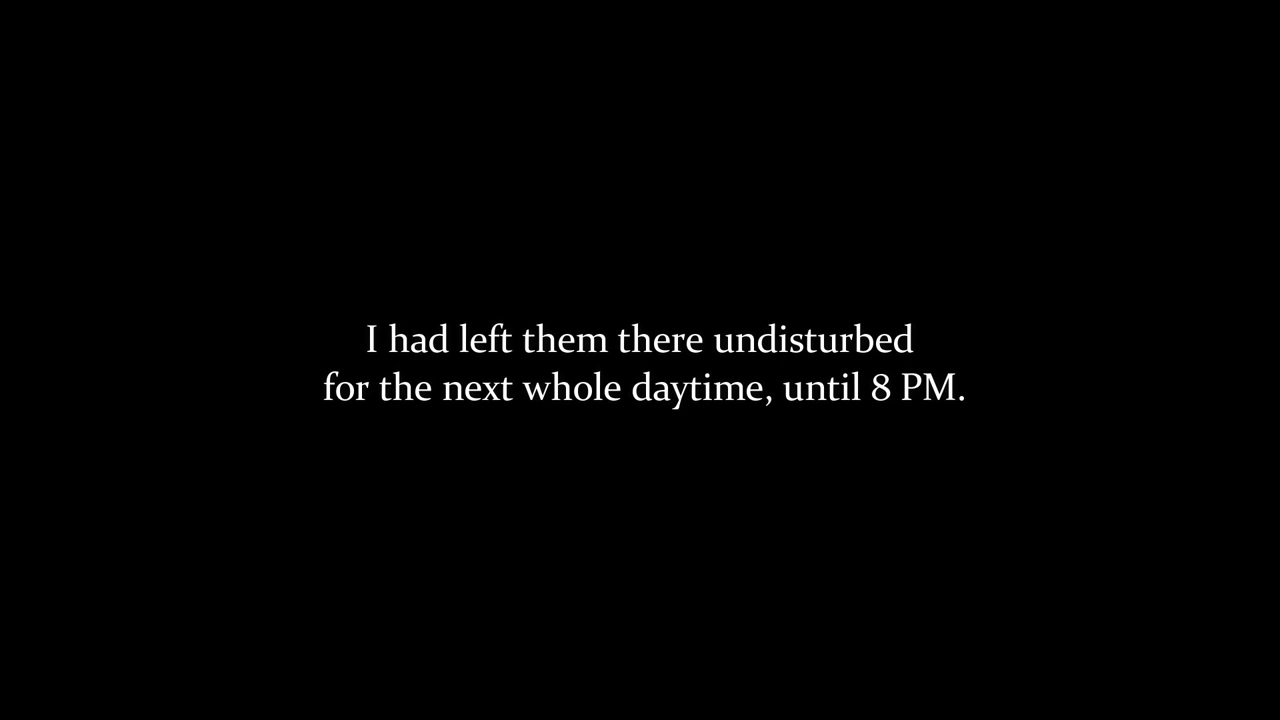 I had left them there undisturbed
for the next whole daytime, until 8 PM.